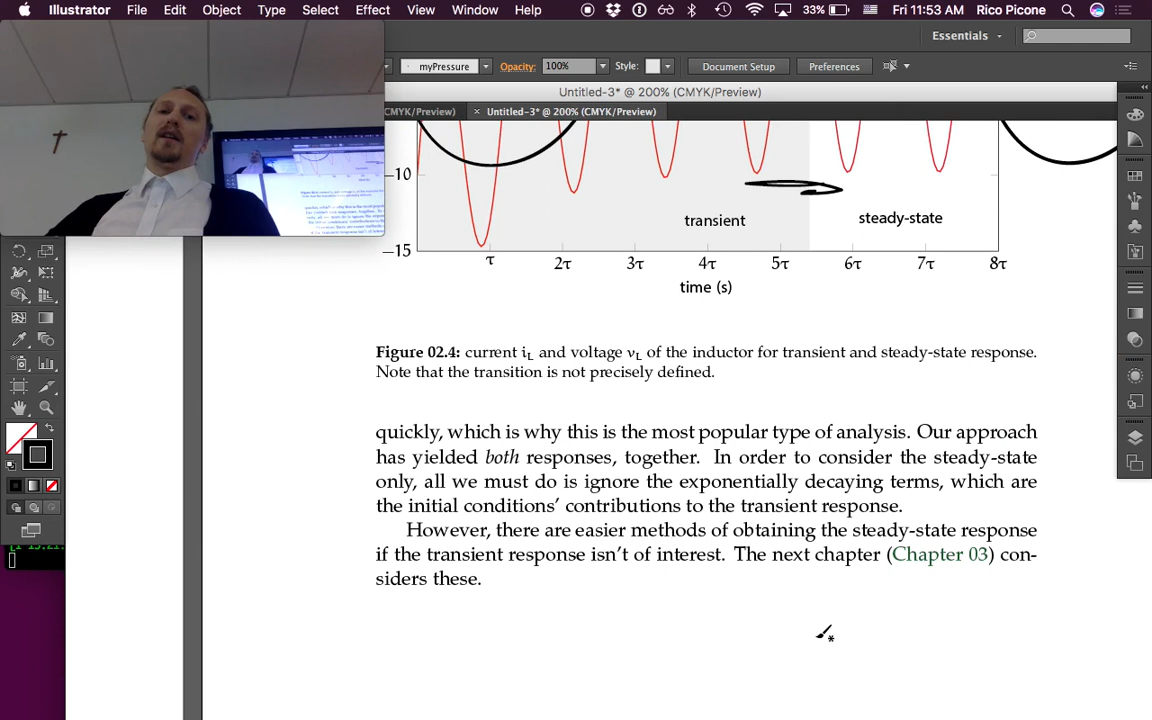 Illustrator File Edit Object Type Select Effect View Window Help 33% Fri 11:53 AM Rico Picone
Essentials
myPressure Opacity: 100% Style: Document Setup Preferences
Untitled-3* @ 200% (CMYK/Preview)
CMYK/Preview) × Untitled-3* @ 200% (CMYK/Preview)
−10
transient
steady-state
−15
τ 2τ 3τ 4τ 5τ 6τ 7τ 8τ
time (s)
Figure 02.4: current iL and voltage vL of the inductor for transient and steady-state response.
Note that the transition is not precisely defined.
quickly, which is why this is the most popular type of analysis. Our approach
has yielded both responses, together. In order to consider the steady-state
only, all we must do is ignore the exponentially decaying terms, which are
the initial conditions' contributions to the transient response.
However, there are easier methods of obtaining the steady-state response
if the transient response isn't of interest. The next chapter (Chapter 03) con-
siders these.